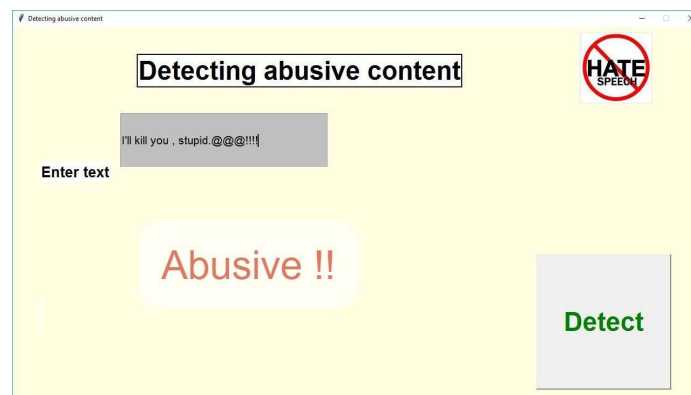 Detecting abusive content
Detecting abusive content
HATE
SPEECH
I'll kill you , stupid.@@@!!!!
Enter text
Abusive !!
Detect